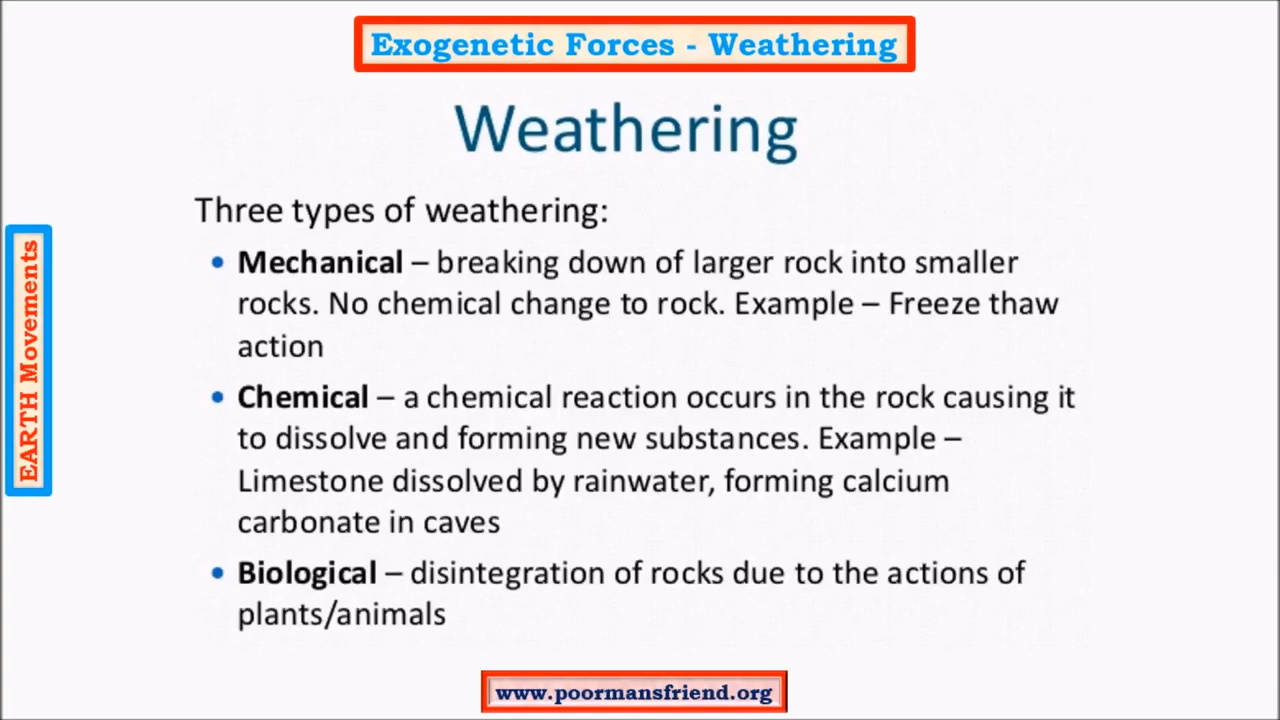 Exogenetic Forces - Weathering
Weathering
Three types of weathering:
• Mechanical – breaking down of larger rock into smaller
rocks. No chemical change to rock. Example – Freeze thaw
action
• Chemical – a chemical reaction occurs in the rock causing it
to dissolve and forming new substances. Example –
Limestone dissolved by rainwater, forming calcium
carbonate in caves
• Biological – disintegration of rocks due to the actions of
plants/animals
EARTH Movements
www.poormansfriend.org